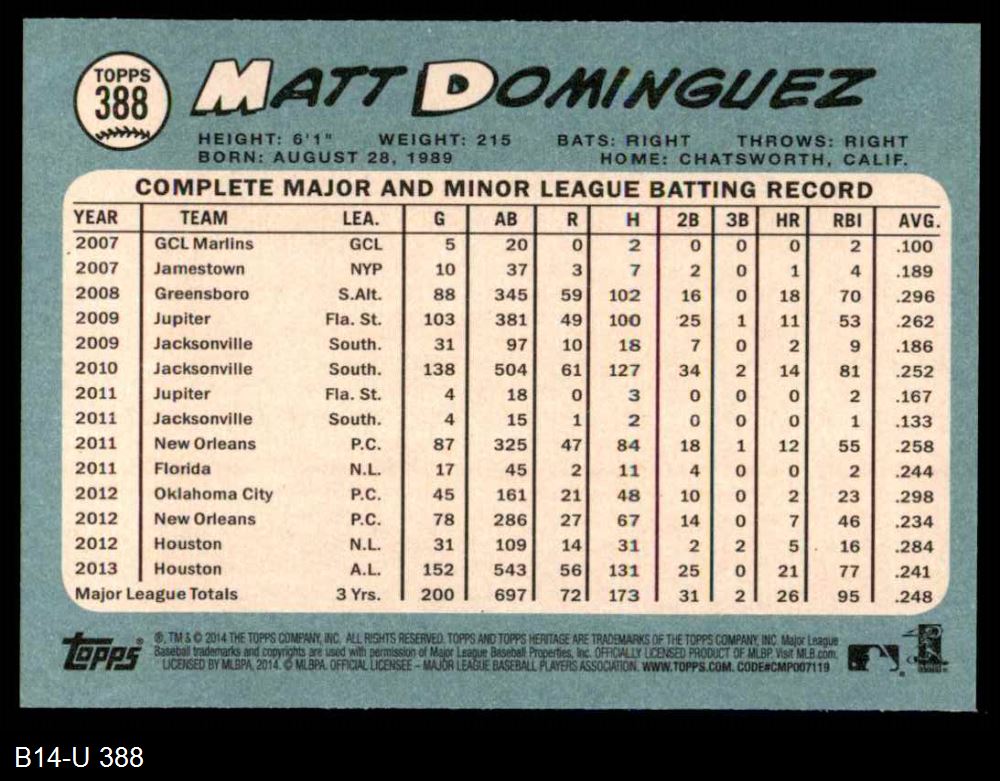 TOPPS
388
MATT DOMINGUEZ
HEIGHT: 6'1" WEIGHT: 215 BATS: RIGHT THROWS: RIGHT
BORN: AUGUST 28, 1989 HOME: CHATSWORTH, CALIF.
COMPLETE MAJOR AND MINOR LEAGUE BATTING RECORD
YEAR TEAM LEA. G AB R H 2B 3B HR RBI AVG.
2007 GCL Marlins GCL 5 20 0 2 0 0 0 2 .100
2007 Jamestown NYP 10 37 3 7 2 0 1 4 .189
2008 Greensboro S.Alt. 88 345 59 102 16 0 18 70 .296
2009 Jupiter Fla. St. 103 381 49 100 25 1 11 53 .262
2009 Jacksonville South. 31 97 10 18 7 0 2 9 .186
2010 Jacksonville South. 138 504 61 127 34 2 14 81 .252
2011 Jupiter Fla. St. 4 18 0 3 0 0 0 2 .167
2011 Jacksonville South. 4 15 1 2 0 0 0 1 .133
2011 New Orleans P.C. 87 325 47 84 18 1 12 55 .258
2011 Florida N.L. 17 45 2 11 4 0 0 2 .244
2012 Oklahoma City P.C. 45 161 21 48 10 0 2 23 .298
2012 New Orleans P.C. 78 286 27 67 14 0 7 46 .234
2012 Houston N.L. 31 109 14 31 2 2 5 16 .284
2013 Houston A.L. 152 543 56 131 25 0 21 77 .241
Major League Totals 3 Yrs. 200 697 72 173 31 2 26 95 .248
Topps ®, TM & © 2014 THE TOPPS COMPANY, INC. ALL RIGHTS RESERVED. TOPPS AND TOPPS HERITAGE ARE TRADEMARKS OF THE TOPPS COMPANY, INC. Major League
Baseball trademarks and copyrights are used with permission of Major League Baseball Properties, Inc. OFFICIALLY LICENSED PRODUCT OF MLBP. Visit MLB.com.
LICENSED BY MLBPA, 2014. © MLBPA. OFFICIAL LICENSEE – MAJOR LEAGUE BASEBALL PLAYERS ASSOCIATION. WWW.TOPPS.COM. CODE#CMP007119
B14-U 388